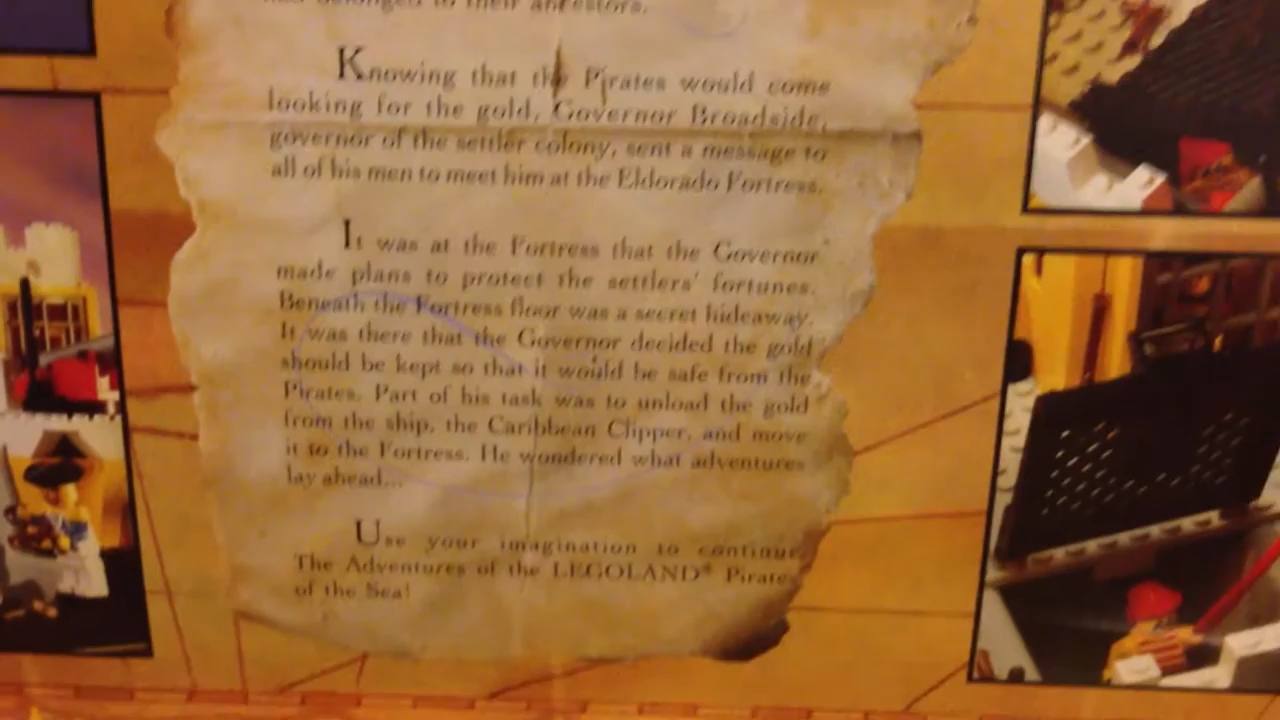 had belonged to their ancestors.
Knowing that the Pirates would come
looking for the gold, Governor Broadside,
governor of the settler colony, sent a message to
all of his men to meet him at the Eldorado Fortress.
It was at the Fortress that the Governor
made plans to protect the settlers' fortunes.
Beneath the Fortress floor was a secret hideaway.
It was there that the Governor decided the gold
should be kept so that it would be safe from the
Pirates. Part of his task was to unload the gold
from the ship, the Caribbean Clipper, and move
it to the Fortress. He wondered what adventures
lay ahead...
Use your imagination to continue
The Adventures of the LEGOLAND® Pirates
of the Sea!